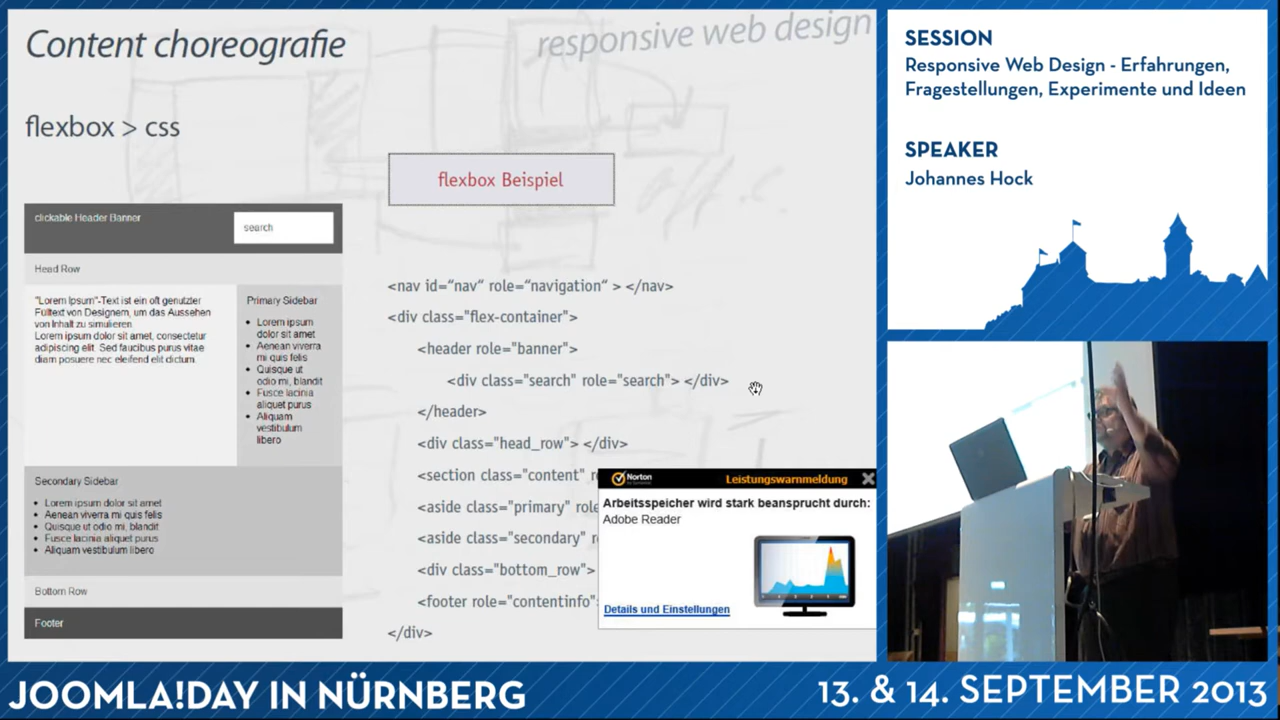 Content choreografie
responsive web design
flexbox > css
flexbox Beispiel
clickable Header Banner
search
Head Row
"Lorem Ipsum"-Text ist ein oft genutzter
Fülltext von Designern, um das Aussehen
von Inhalt zu simulieren
Lorem ipsum dolor sit amet, consectetur
adipiscing elit. Sed faucibus purus vitae
diam posuere nec eleifend elit dictum.
Primary Sidebar
Lorem ipsum
dolor sit amet
Aenean viverra
mi quis felis
Quisque ut
odio mi, blandit
Fusce lacinia
aliquet purus
Aliquam
vestibulum
libero
Secondary Sidebar
Lorem ipsum dolor sit amet
Aenean viverra mi quis felis
Quisque ut odio mi, blandit
Fusce lacinia aliquet purus
Aliquam vestibulum libero
Bottom Row
Footer
<nav id=“nav“ role=“navigation“ > </nav>
<div class="flex-container">
<header role="banner">
<div class="search" role="search"> </div>
</header>
<div class="head_row"> </div>
<section class="content"
<aside class="primary" role
<aside class="secondary"
<div class="bottom_row">
<footer role="contentinfo"
</div>
Norton
by Symantec
Leistungswarnmeldung
Arbeitsspeicher wird stark beansprucht durch:
Adobe Reader
Details und Einstellungen
SESSION
Responsive Web Design - Erfahrungen,
Fragestellungen, Experimente und Ideen
SPEAKER
Johannes Hock
JOOMLA!DAY IN NÜRNBERG
13. & 14. SEPTEMBER 2013